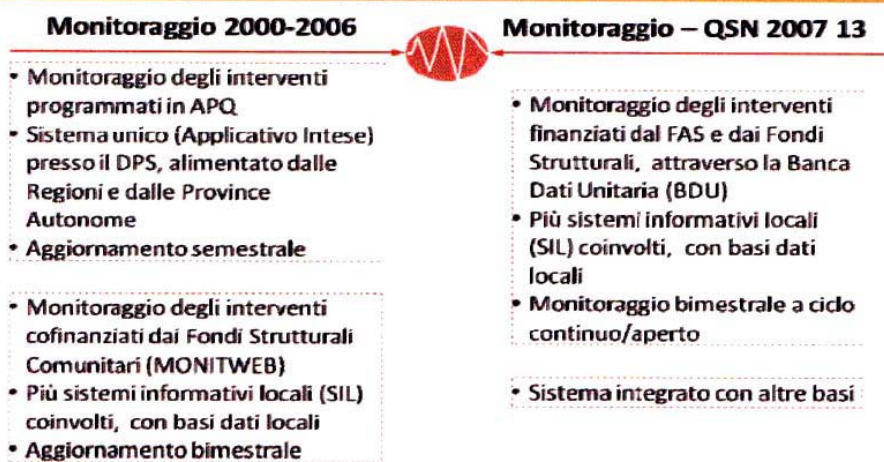 Monitoraggio 2000-2006
• Monitoraggio degli interventi
programmati in APQ
• Sistema unico (Applicativo Intese)
presso il DPS, alimentato dalle
Regioni e dalle Province
Autonome
• Aggiornamento semestrale
• Monitoraggio degli interventi
cofinanziati dai Fondi Strutturali
Comunitari (MONITWEB)
• Più sistemi informativi locali (SIL)
coinvolti, con basi dati locali
• Aggiornamento bimestrale
Monitoraggio – QSN 2007 13
• Monitoraggio degli interventi
finanziati dal FAS e dai Fondi
Strutturali, attraverso la Banca
Dati Unitaria (BDU)
• Più sistemi informativi locali
(SIL) coinvolti, con basi dati
locali
• Monitoraggio bimestrale a ciclo
continuo/aperto
• Sistema integrato con altre basi